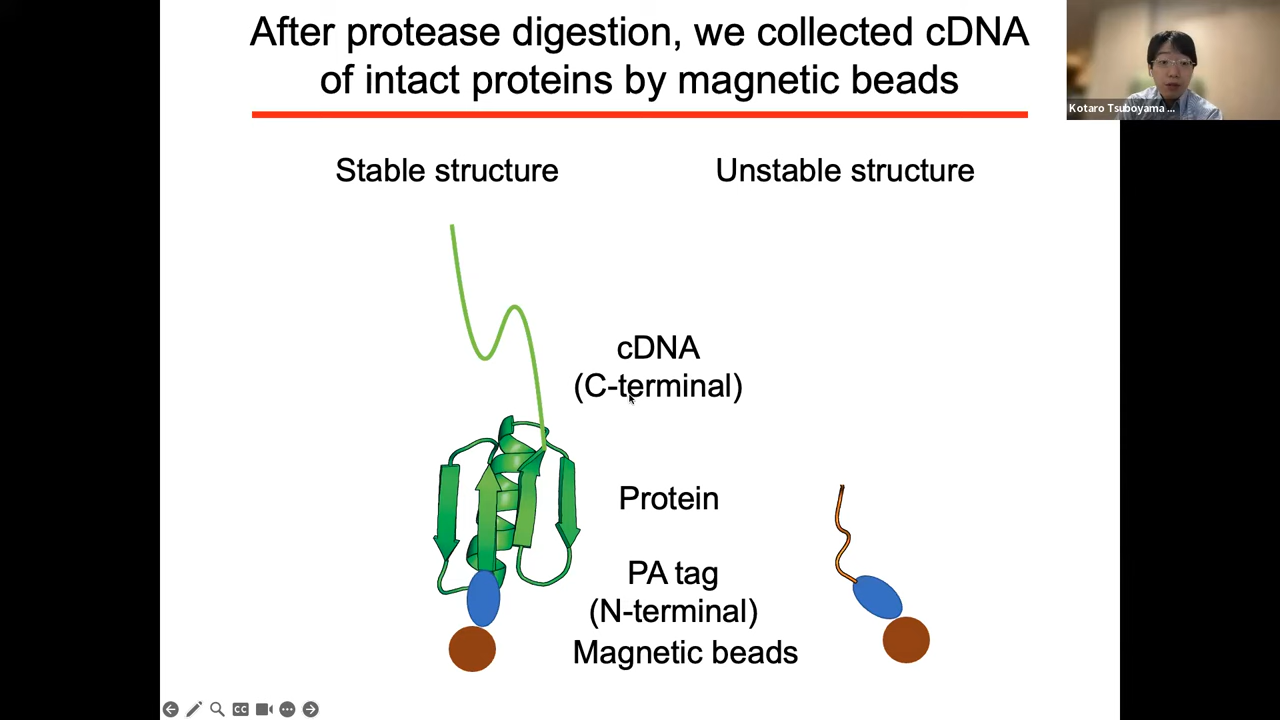 After protease digestion, we collected cDNA
of intact proteins by magnetic beads
Kotaro Tsuboyama ...
Stable structure
Unstable structure
cDNA
(C-terminal)
Protein
PA tag
(N-terminal)
Magnetic beads
CC